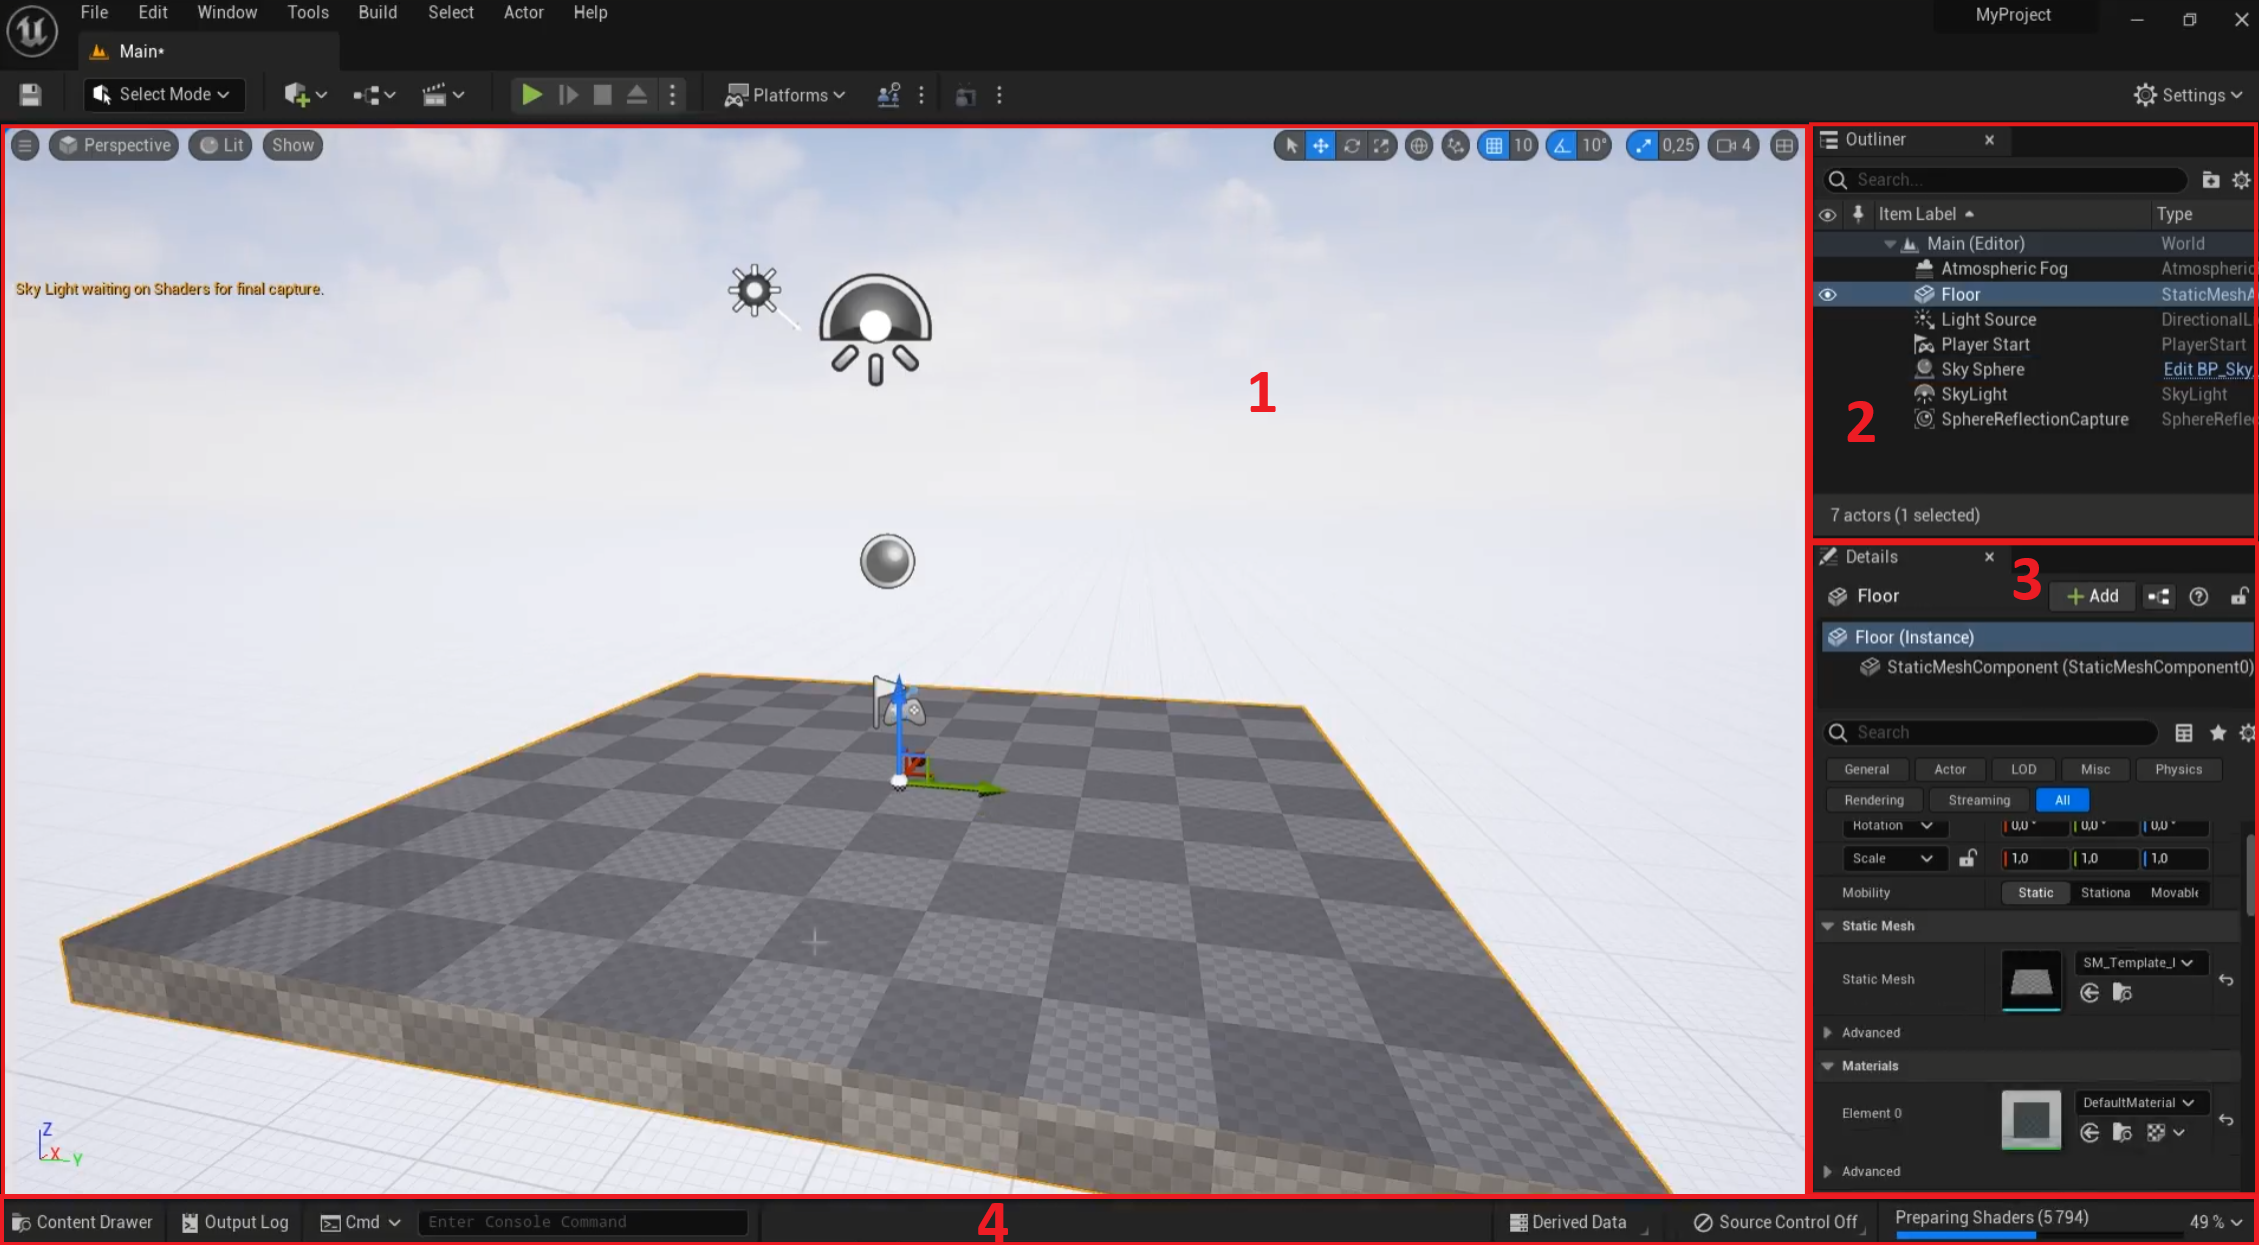 File Edit Window Tools Build Select Actor Help
MyProject
Main*
Select Mode
Platforms
Settings
Perspective Lit Show
10 10° 0,25 4
Sky Light waiting on Shaders for final capture.
1
Z
X Y
Outliner
Search...
Item Label Type
Main (Editor) World
Atmospheric Fog Atmospheric
Floor StaticMeshA
Light Source DirectionalL
Player Start PlayerStart
Sky Sphere Edit BP_Sky
SkyLight SkyLight
SphereReflectionCapture SphereReflec
2
7 actors (1 selected)
Details
3
Floor Add
Floor (Instance)
StaticMeshComponent (StaticMeshComponent0)
Search
General Actor LOD Misc Physics
Rendering Streaming All
Rotation 0,0 ° 0,0 ° 0,0 °
Scale 1,0 1,0 1,0
Mobility Static Stationa Movable
Static Mesh
Static Mesh SM_Template_
Advanced
Materials
Element 0 DefaultMaterial
Advanced
Content Drawer Output Log Cmd Enter Console Command 4 Derived Data Source Control Off Preparing Shaders (5 794) 49 %